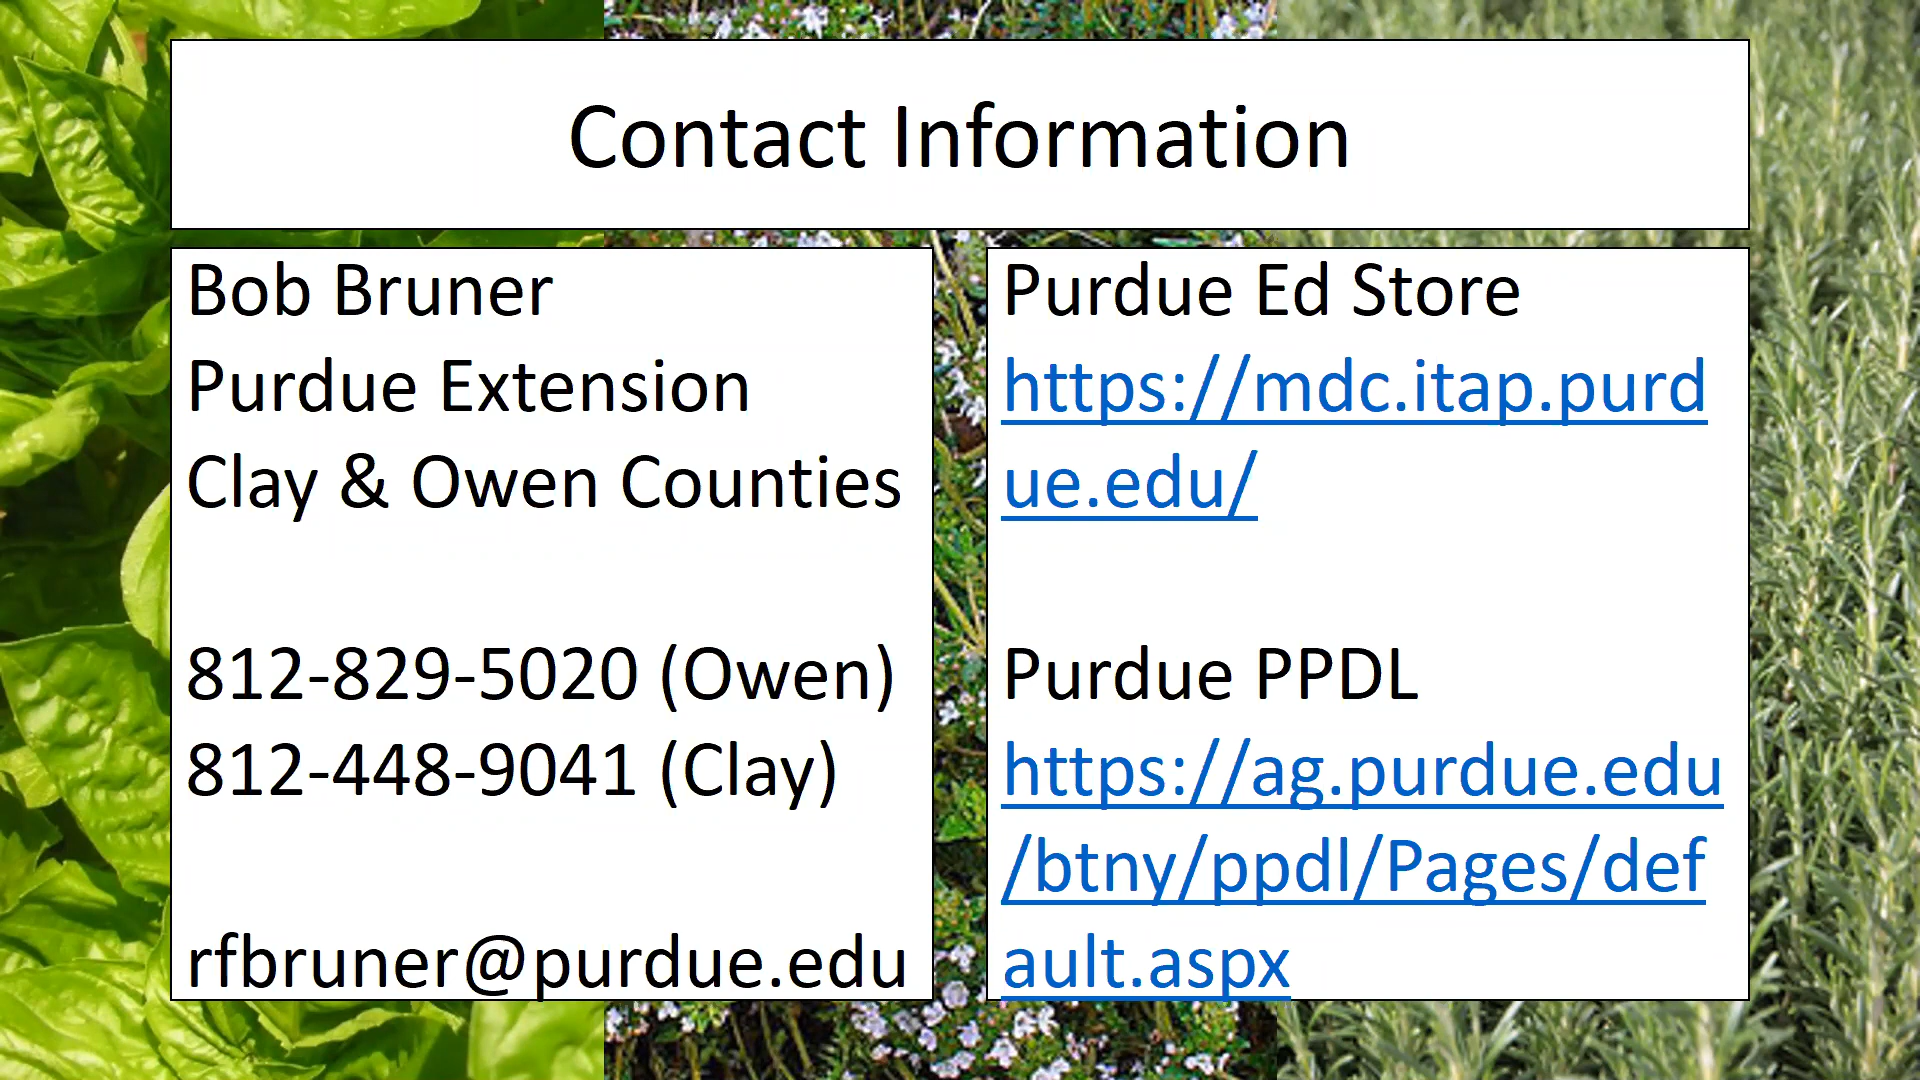 Contact Information
Bob Bruner
Purdue Extension
Clay & Owen Counties
812-829-5020 (Owen)
812-448-9041 (Clay)
rfbruner@purdue.edu
Purdue Ed Store
https://mdc.itap.purd
ue.edu/
Purdue PPDL
https://ag.purdue.edu
/btny/ppdl/Pages/def
ault.aspx